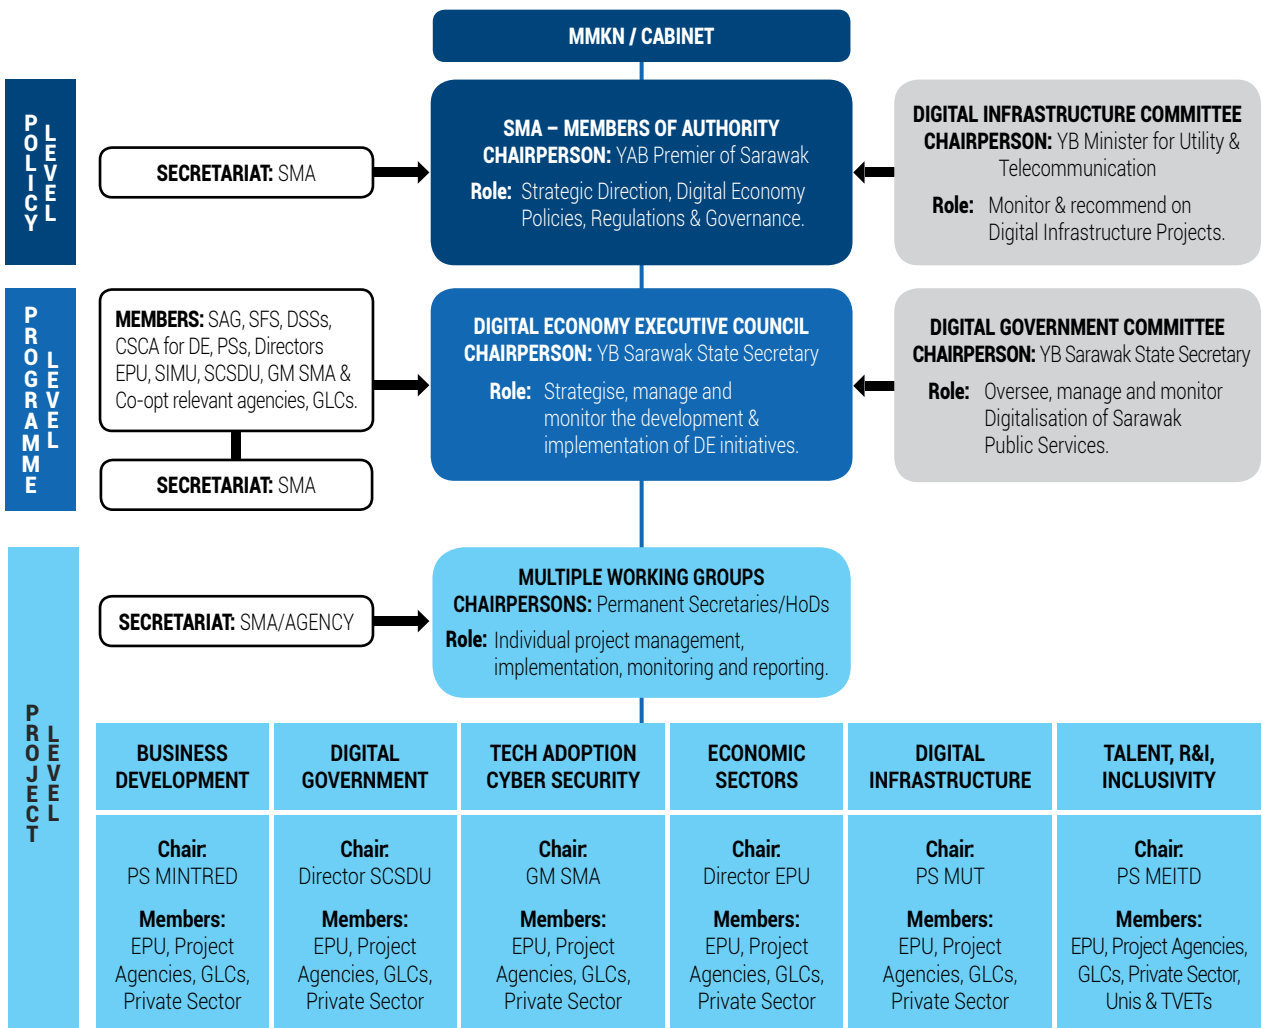 MMKN / CABINET
POLICY LEVEL
SECRETARIAT: SMA
SMA – MEMBERS OF AUTHORITY
CHAIRPERSON: YAB Premier of Sarawak
Role: Strategic Direction, Digital Economy
Policies, Regulations & Governance.
DIGITAL INFRASTRUCTURE COMMITTEE
CHAIRPERSON: YB Minister for Utility &
Telecommunication
Role: Monitor & recommend on
Digital Infrastructure Projects.
PROGRAMME LEVEL
MEMBERS: SAG, SFS, DSSs,
CSCA for DE, PSs, Directors
EPU, SIMU, SCSDU, GM SMA &
Co-opt relevant agencies, GLCs.
SECRETARIAT: SMA
DIGITAL ECONOMY EXECUTIVE COUNCIL
CHAIRPERSON: YB Sarawak State Secretary
Role: Strategise, manage and
monitor the development &
implementation of DE initiatives.
DIGITAL GOVERNMENT COMMITTEE
CHAIRPERSON: YB Sarawak State Secretary
Role: Oversee, manage and monitor
Digitalisation of Sarawak
Public Services.
PROJECT LEVEL
SECRETARIAT: SMA/AGENCY
MULTIPLE WORKING GROUPS
CHAIRPERSONS: Permanent Secretaries/HoDs
Role: Individual project management,
implementation, monitoring and reporting.
BUSINESS
DEVELOPMENT
Chair:
PS MINTRED
Members:
EPU, Project
Agencies, GLCs,
Private Sector
DIGITAL
GOVERNMENT
Chair:
Director SCSDU
Members:
EPU, Project
Agencies, GLCs,
Private Sector
TECH ADOPTION
CYBER SECURITY
Chair:
GM SMA
Members:
EPU, Project
Agencies, GLCs,
Private Sector
ECONOMIC
SECTORS
Chair:
Director EPU
Members:
EPU, Project
Agencies, GLCs,
Private Sector
DIGITAL
INFRASTRUCTURE
Chair:
PS MUT
Members:
EPU, Project
Agencies, GLCs,
Private Sector
TALENT, R&I,
INCLUSIVITY
Chair:
PS MEITD
Members:
EPU, Project Agencies,
GLCs, Private Sector,
Unis & TVETs